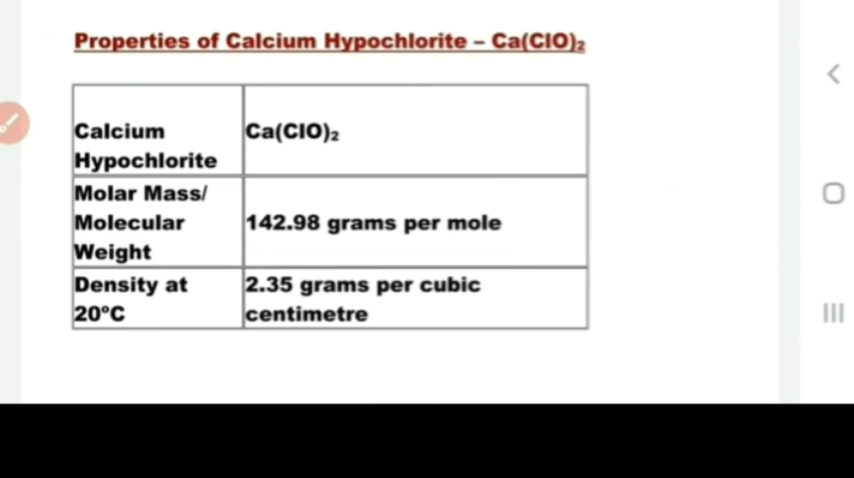 Properties of Calcium Hypochlorite – Ca(ClO)₂
Calcium
Hypochlorite
Ca(ClO)₂
Molar Mass/
Molecular
Weight
142.98 grams per mole
Density at
20ºC
2.35 grams per cubic
centimetre